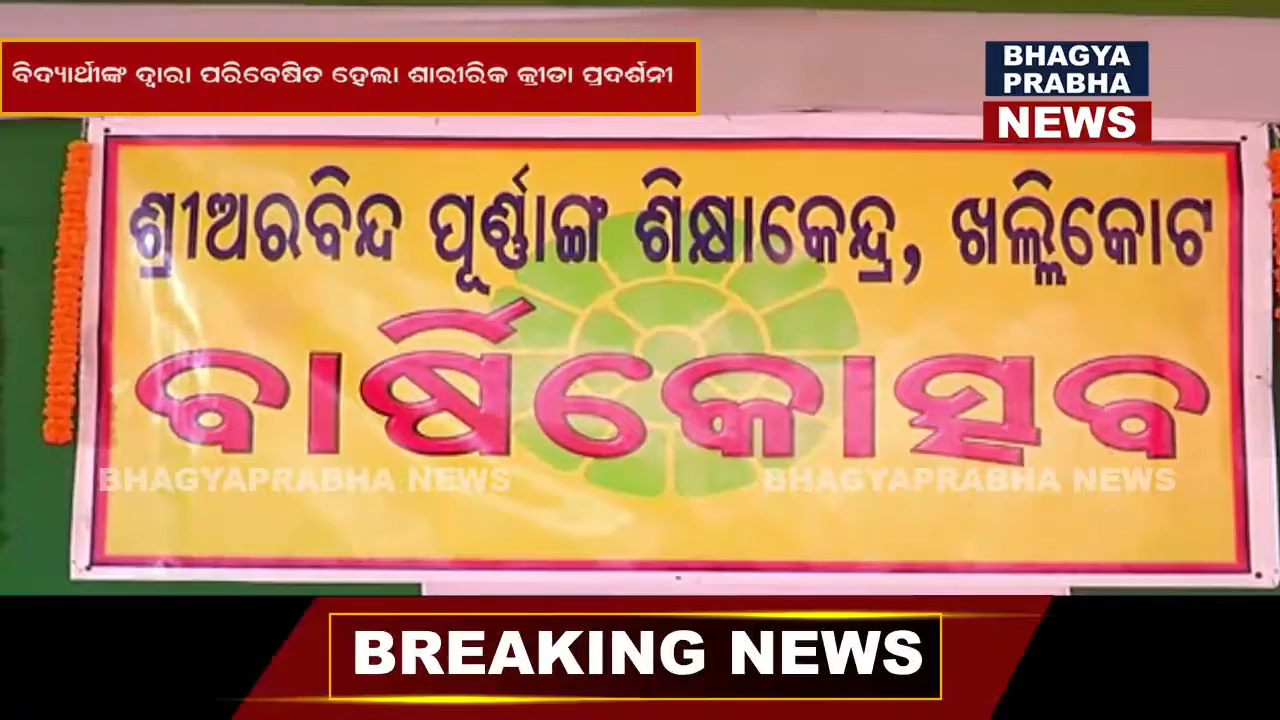 ବିଦ୍ୟାର୍ଥୀଙ୍କ ଦ୍ୱାରା ପରିବେଷିତ ହେଲା ଶାରୀରିକ କ୍ରୀଡା ପ୍ରଦର୍ଶନୀ
BHAGYA
PRABHA
NEWS
ଶ୍ରୀଅରବିନ୍ଦ ପୂର୍ଣ୍ଣାଙ୍ଗ ଶିକ୍ଷାକେନ୍ଦ୍ର, ଖଲ୍ଲିକୋଟ
ବାର୍ଷିକୋତ୍ସବ
BHAGYAPRABHA NEWS BHAGYAPRABHA NEWS
BREAKING NEWS